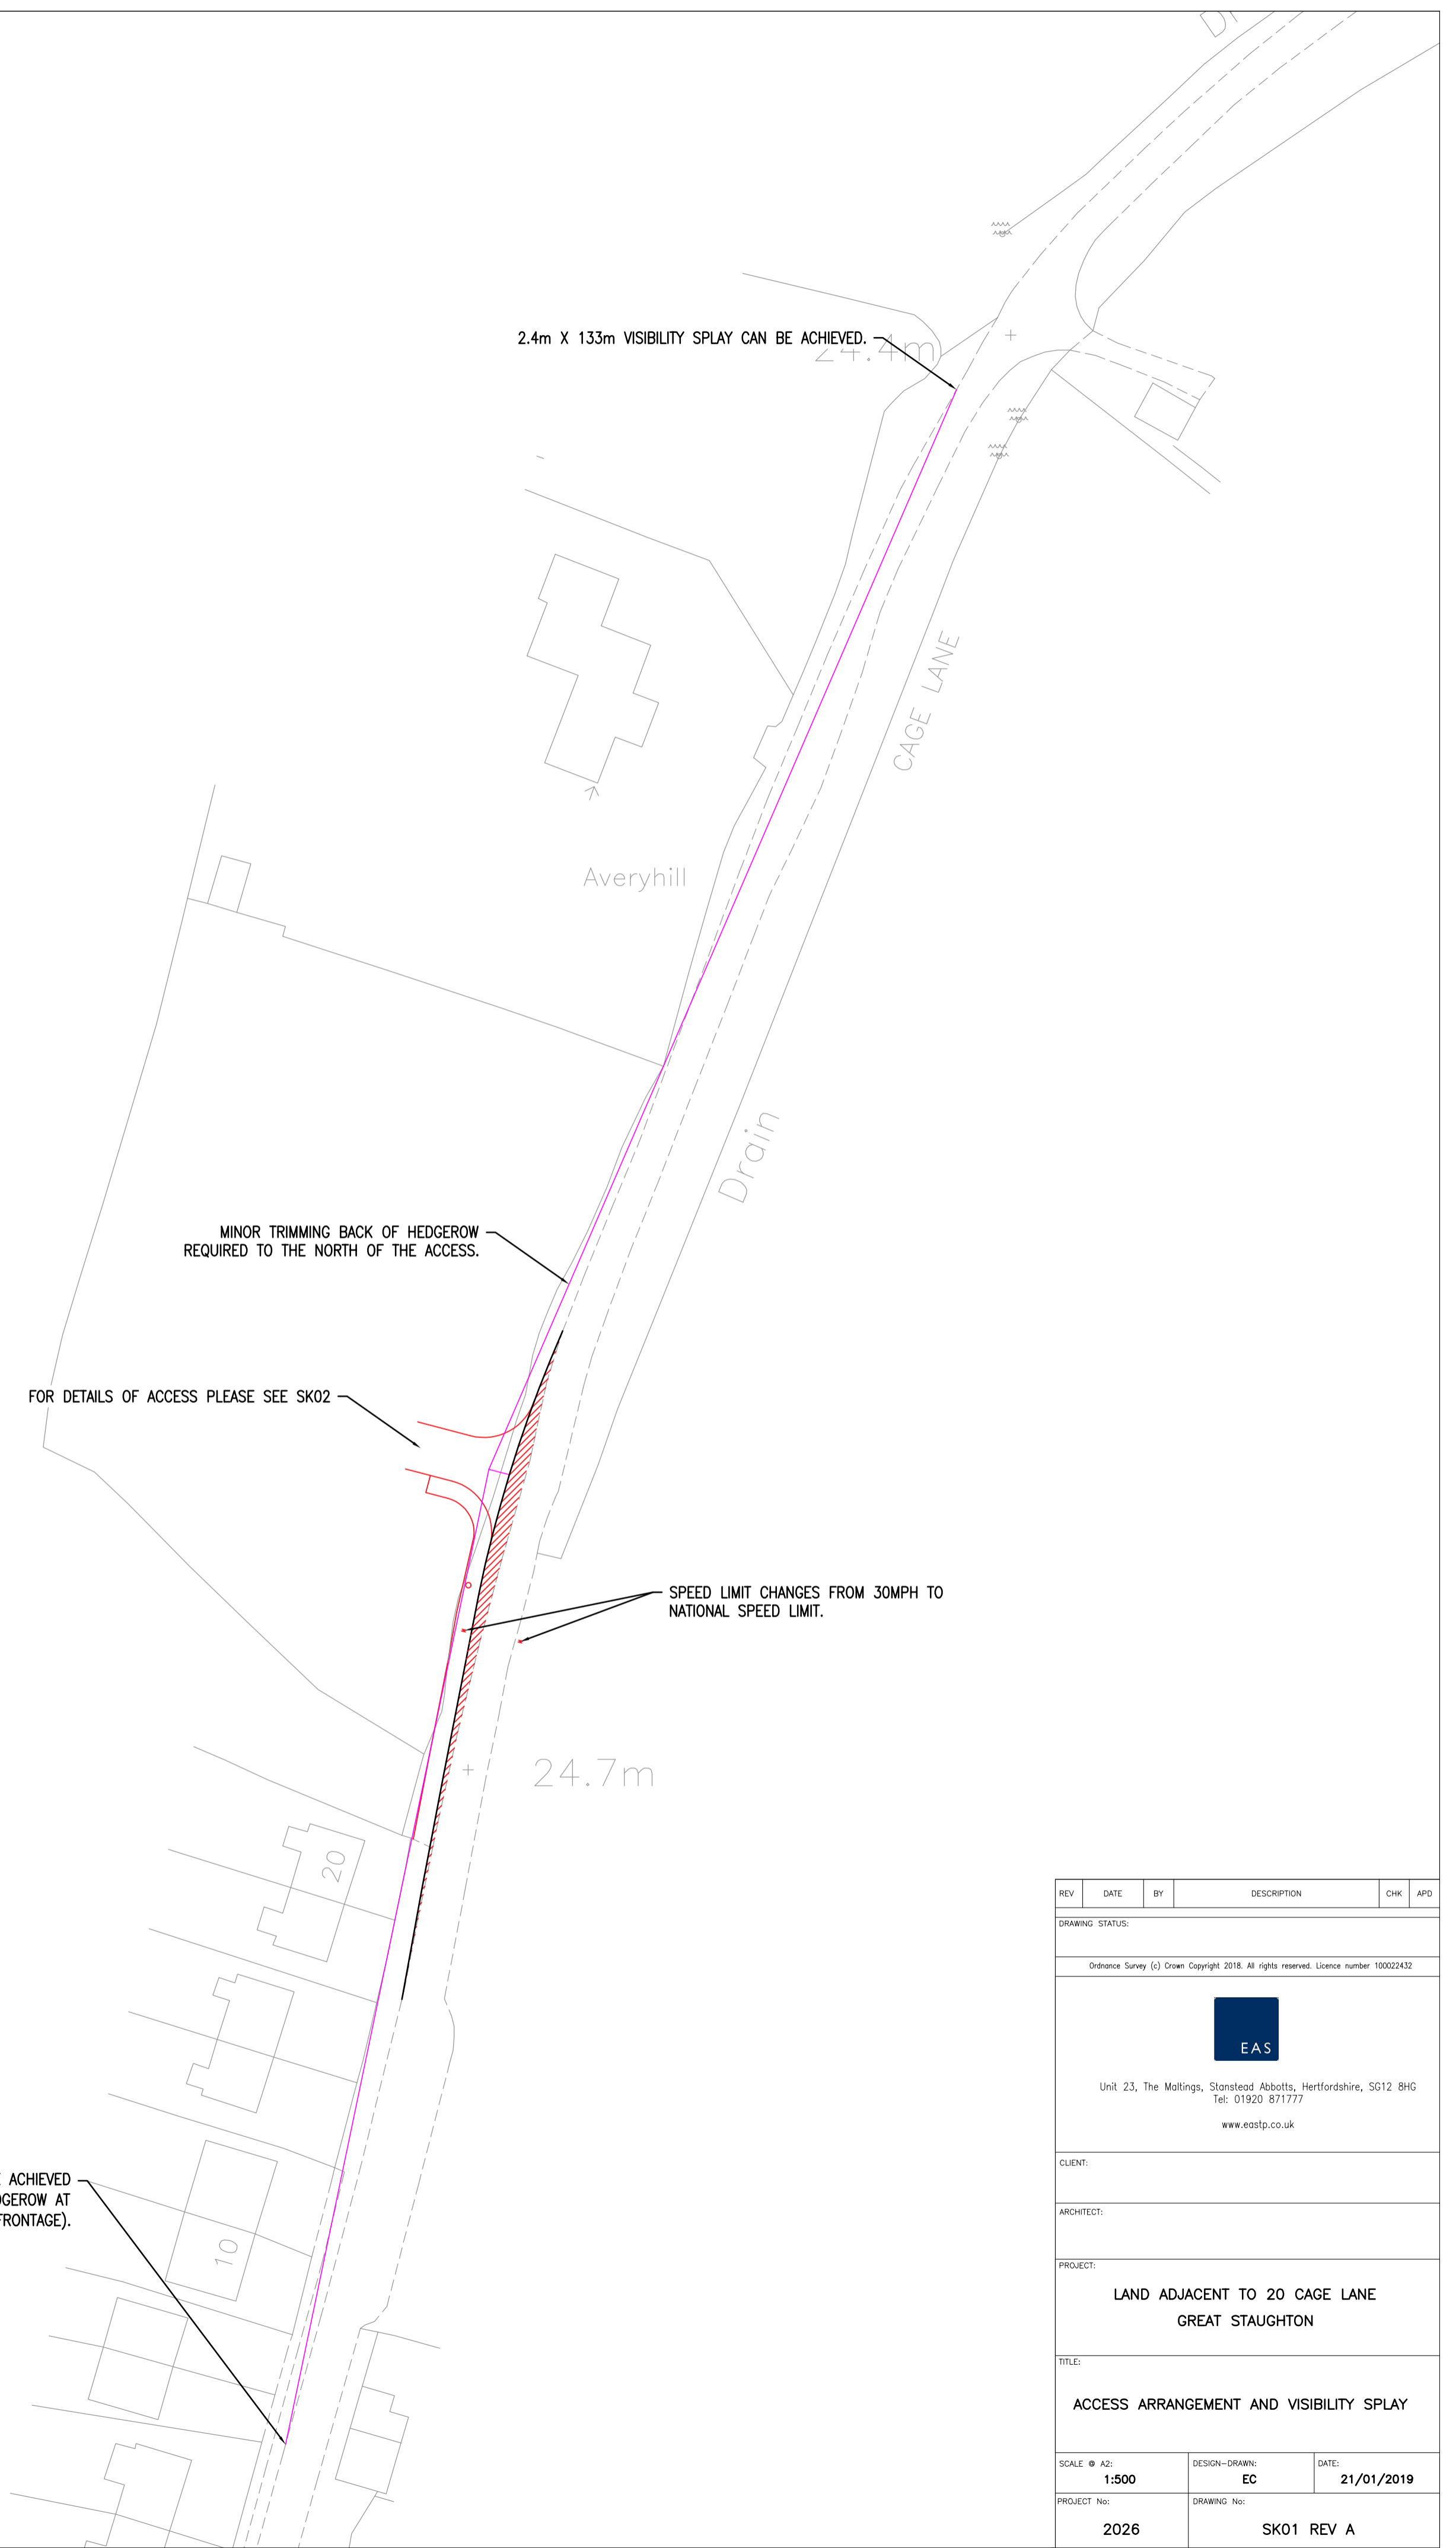 2.4m X 133m VISIBILITY SPLAY CAN BE ACHIEVED.
24.4m
CAGE LANE
Averyhill
Drain
MINOR TRIMMING BACK OF HEDGEROW
REQUIRED TO THE NORTH OF THE ACCESS.
FOR DETAILS OF ACCESS PLEASE SEE SK02
SPEED LIMIT CHANGES FROM 30MPH TO
NATIONAL SPEED LIMIT.
24.7m
20
ACHIEVED
AT
FRONTAGE).
10
REV DATE BY DESCRIPTION CHK APD
DRAWING STATUS:
Ordnance Survey (c) Crown Copyright 2018. All rights reserved. Licence number 100022432
EAS
Unit 23, The Maltings, Stanstead Abbotts, Hertfordshire, SG12 8HG
Tel: 01920 871777
www.eastp.co.uk
CLIENT:
ARCHITECT:
PROJECT:
LAND ADJACENT TO 20 CAGE LANE
GREAT STAUGHTON
TITLE:
ACCESS ARRANGEMENT AND VISIBILITY SPLAY
SCALE @ A2:
1:500
DESIGN-DRAWN:
EC
DATE:
21/01/2019
PROJECT No:
2026
DRAWING No:
SK01 REV A